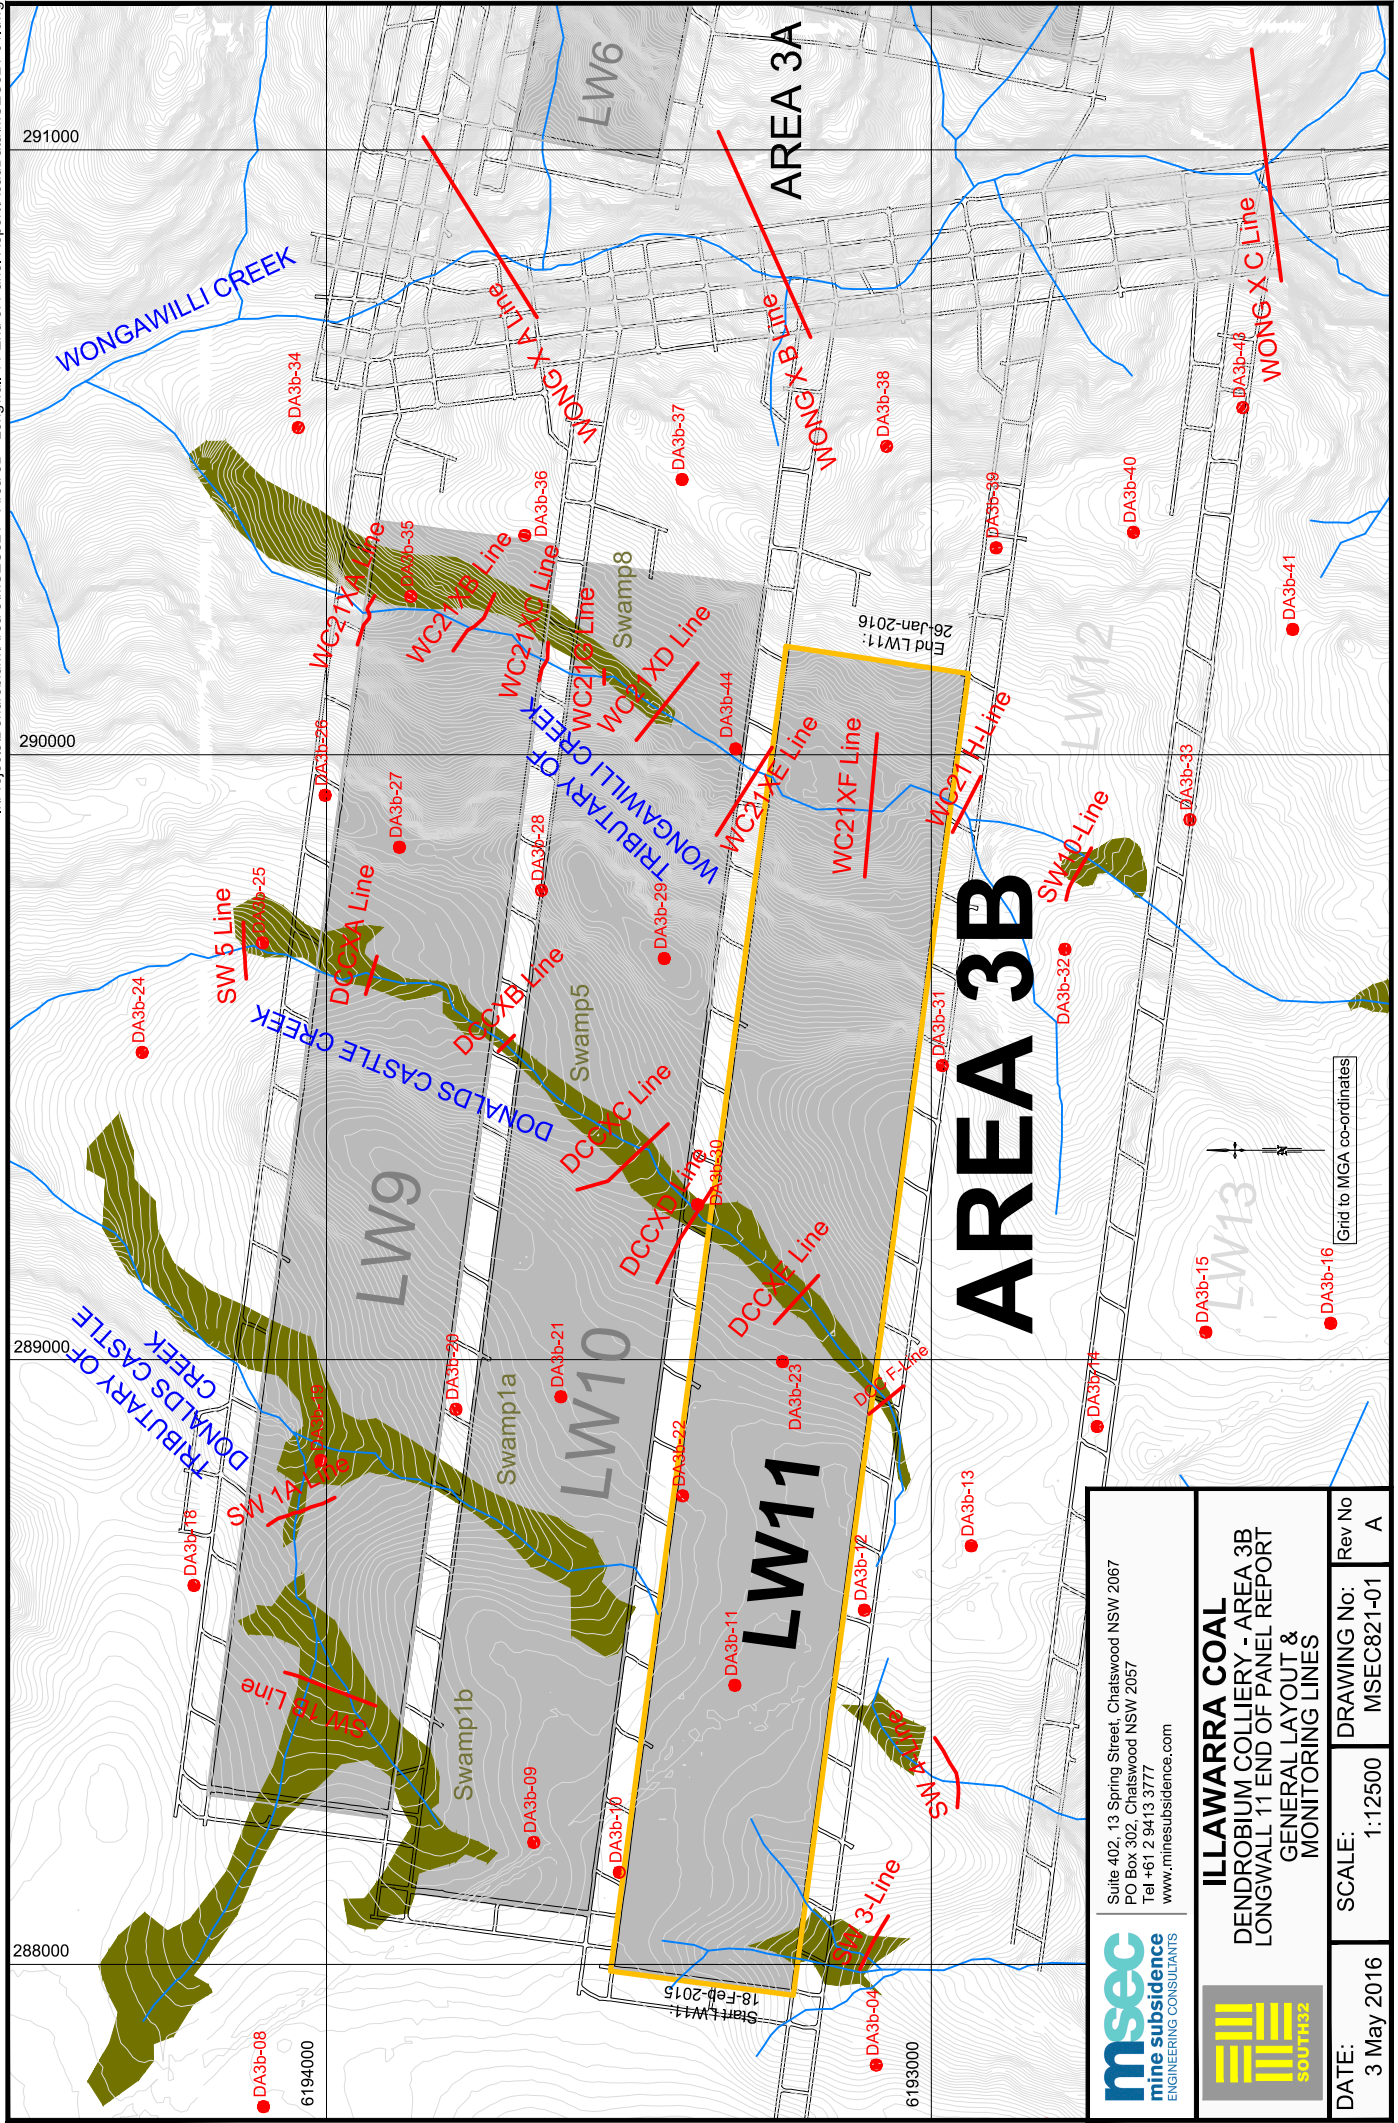 WONGAWILLI CREEK
AREA 3A
LW6
WONG X A Line
WONG X B Line
WONG X C Line
291000
290000
289000
288000
6194000
6193000
DA3b-34
DA3b-35
DA3b-36
DA3b-37
DA3b-38
DA3b-39
DA3b-40
DA3b-41
DA3b-43
DA3b-44
WC21XA Line
WC21XB Line
WC21XC Line
WC21G Line
WC21XD Line
WC21XE Line
WC21XF Line
WC21 H-Line
Swamp8
TRIBUTARY OF
WONGAWILLI CREEK
End LW11:
26-Jan-2016
LW12
SW10-Line
DA3b-33
DA3b-26
DA3b-27
DA3b-28
DA3b-29
DA3b-25
DA3b-24
SW 5 Line
DCCXA Line
DCCXB Line
DCCXC Line
DCCXD Line
DCCXE Line
DCC F-Line
DONALDS CASTLE CREEK
Swamp5
DA3b-30
DA3b-31
DA3b-32
AREA 3B
LW9
LW10
LW11
LW13
Grid to MGA co-ordinates
N
DA3b-15
DA3b-16
DA3b-14
DA3b-13
DA3b-12
DA3b-11
DA3b-23
DA3b-22
DA3b-21
DA3b-20
DA3b-19
DA3b-18
TRIBUTARY OF
DONALDS CASTLE
CREEK
SW 1A Line
SW 1B Line
Swamp1a
Swamp1b
DA3b-09
DA3b-10
DA3b-08
DA3b-04
SW 4-Line
SW 3-Line
Start LW11:
18-Feb-2015
msec
mine subsidence
ENGINEERING CONSULTANTS
Suite 402, 13 Spring Street, Chatswood NSW 2067
PO Box 302, Chatswood NSW 2057
Tel +61 2 9413 3777
www.minesubsidence.com
SOUTH32
ILLAWARRA COAL
DENDROBIUM COLLIERY - AREA 3B
LONGWALL 11 END OF PANEL REPORT
GENERAL LAYOUT &
MONITORING LINES
DATE:
3 May 2016
SCALE:
1:12500
DRAWING No:
MSEC821-01
Rev No
A